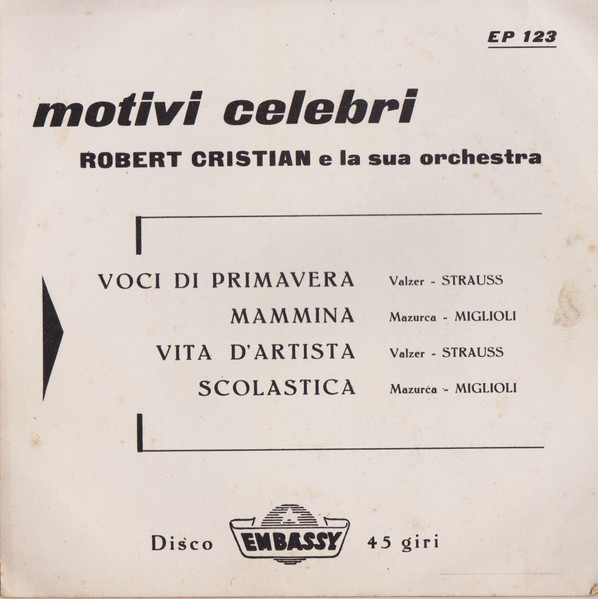 EP 123
motivi celebri
ROBERT CRISTIAN e la sua orchestra
VOCI DI PRIMAVERA Valzer - STRAUSS
MAMMINA Mazurca - MIGLIOLI
VITA D'ARTISTA Valzer - STRAUSS
SCOLASTICA Mazurca - MIGLIOLI
Disco EMBASSY 45 giri